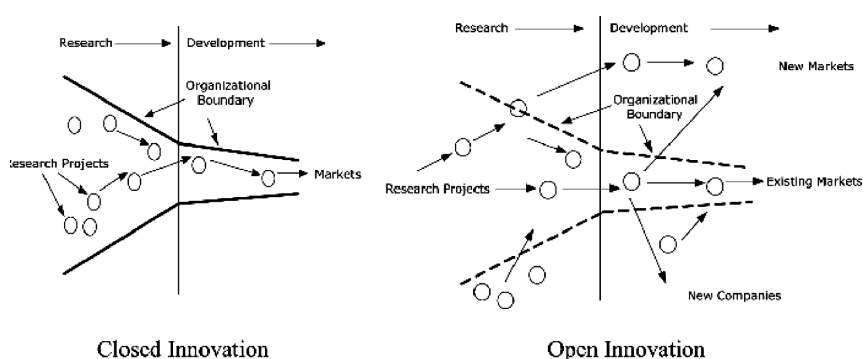 Research
Development
Organizational
Boundary
Research Projects
Markets
Closed Innovation
Research
Development
New Markets
Organizational
Boundary
Research Projects
Existing Markets
New Companies
Open Innovation